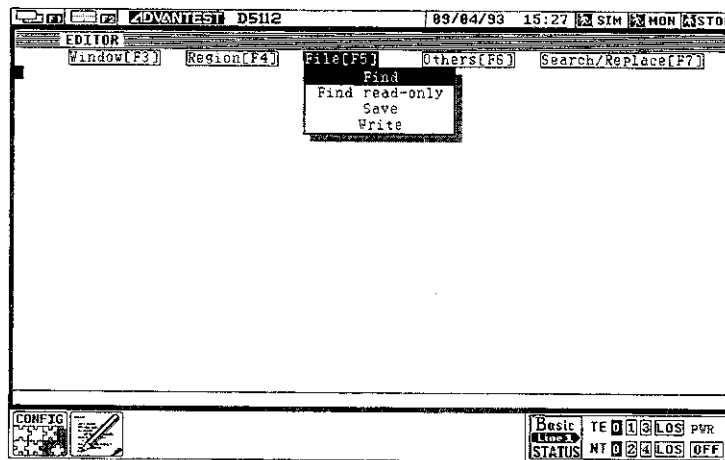 F1 F2 ADVANTEST D5112 09/04/93 15:27 SIM MON STO
EDITOR
Window[F3] Region[F4] File[F5] Others[F6] Search/Replace[F7]
Find
Find read-only
Save
Write
CONFIG
Basic TE 0 1 3 LOS PWR
Line 1
STATUS NT 0 2 4 LOS OFF